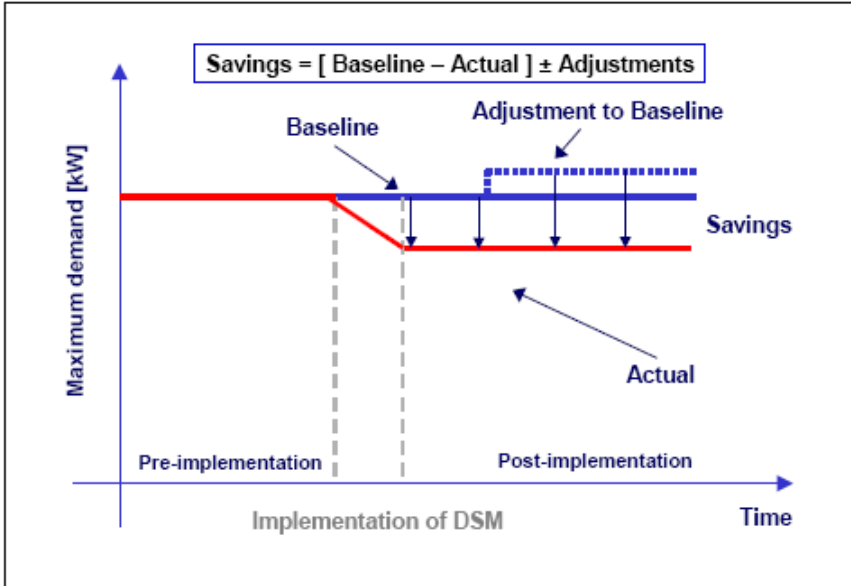 Savings = [ Baseline – Actual ] ± Adjustments
Baseline
Adjustment to Baseline
Maximum demand [kW]
Savings
Actual
Pre-implementation
Post-implementation
Implementation of DSM
Time